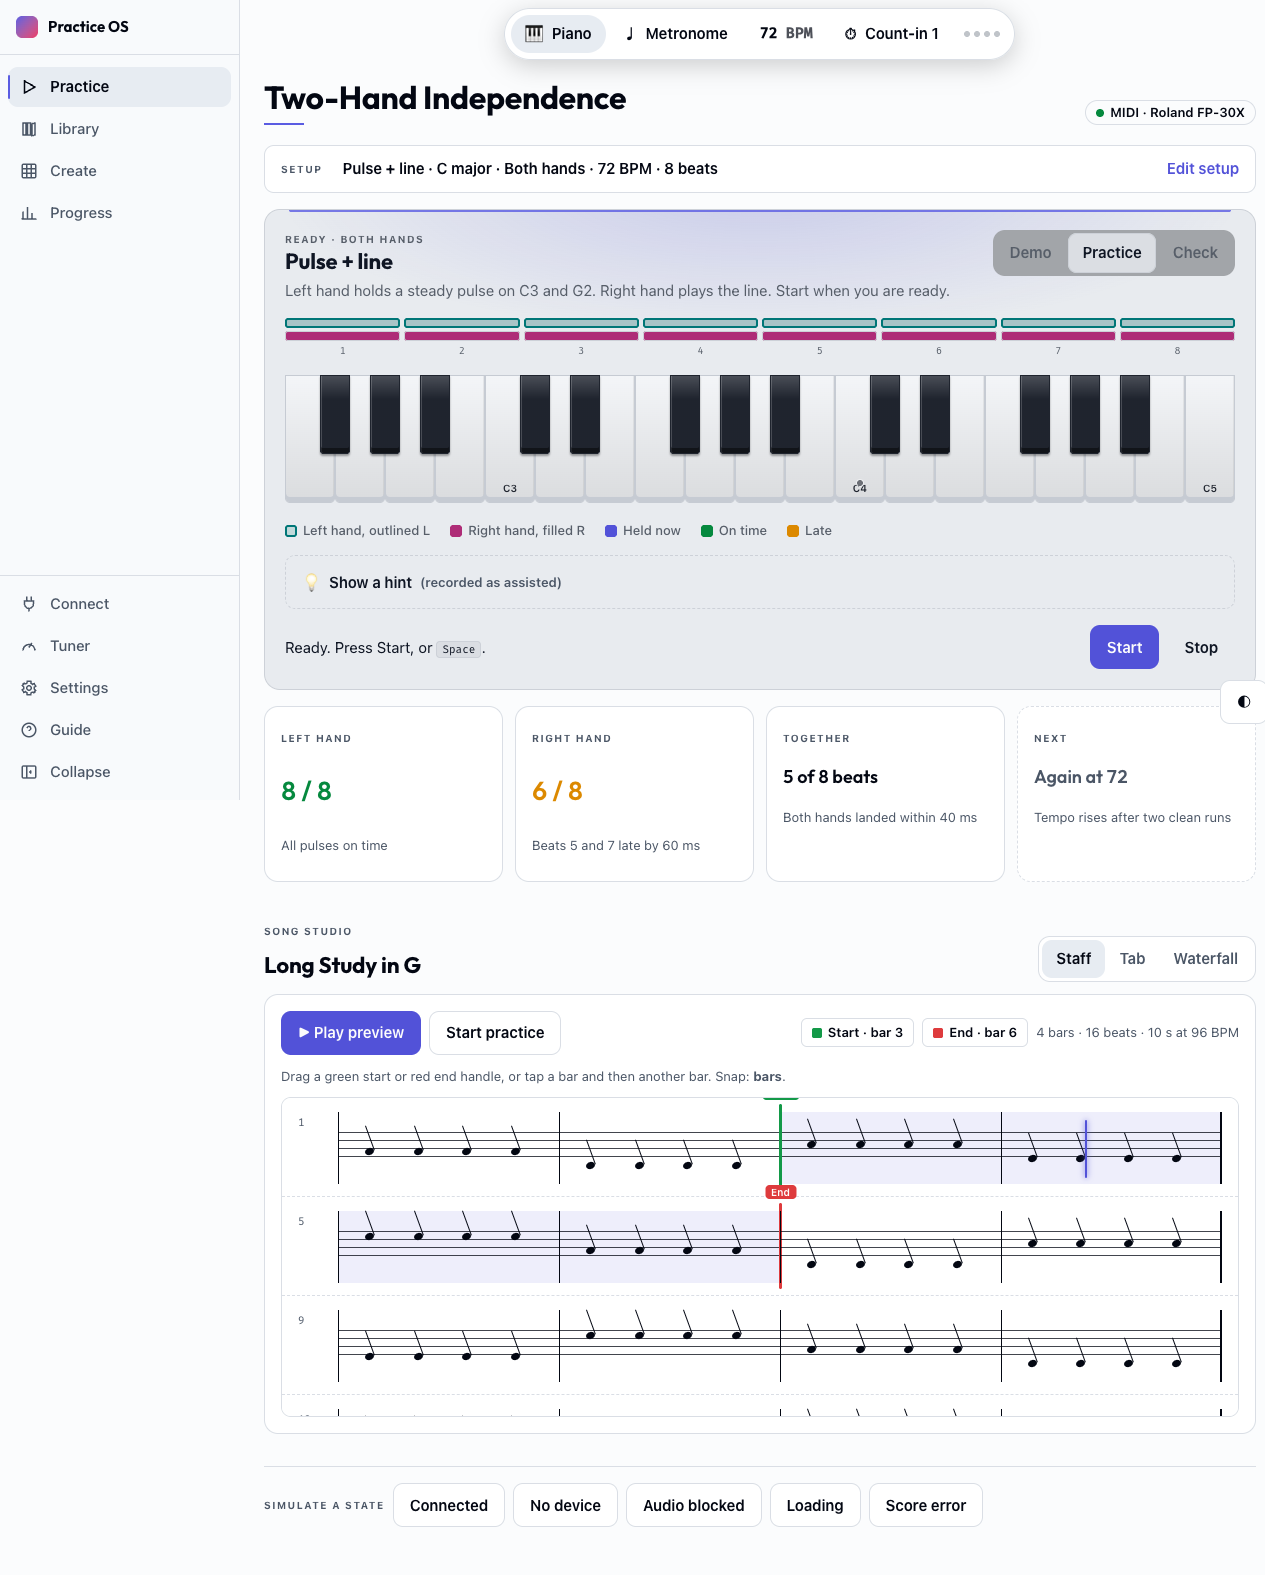 Practice OS
Practice
Library
Create
Progress
Connect
Tuner
Settings
Guide
Collapse
Piano
Metronome
72 BPM
Count-in 1
Two-Hand Independence
MIDI · Roland FP-30X
SETUP
Pulse + line · C major · Both hands · 72 BPM · 8 beats
Edit setup
READY · BOTH HANDS
Pulse + line
Left hand holds a steady pulse on C3 and G2. Right hand plays the line. Start when you are ready.
Demo
Practice
Check
1 2 3 4 5 6 7 8
C3
C4
C5
Left hand, outlined L
Right hand, filled R
Held now
On time
Late
Show a hint (recorded as assisted)
Ready. Press Start, or Space.
Start
Stop
LEFT HAND
8 / 8
All pulses on time
RIGHT HAND
6 / 8
Beats 5 and 7 late by 60 ms
TOGETHER
5 of 8 beats
Both hands landed within 40 ms
NEXT
Again at 72
Tempo rises after two clean runs
SONG STUDIO
Long Study in G
Staff
Tab
Waterfall
Play preview
Start practice
Start · bar 3
End · bar 6
4 bars · 16 beats · 10 s at 96 BPM
Drag a green start or red end handle, or tap a bar and then another bar. Snap: bars.
1
End
5
9
SIMULATE A STATE
Connected
No device
Audio blocked
Loading
Score error